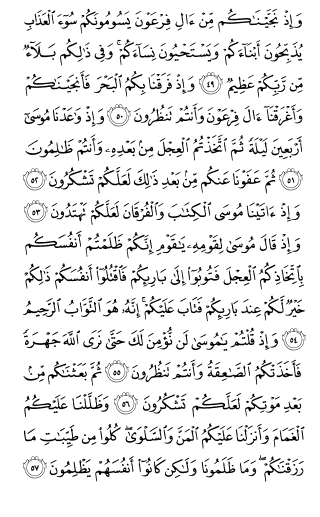 وَإِذْ نَجَّيْنَٰكُم مِّنْ ءَالِ فِرْعَوْنَ يَسُومُونَكُمْ سُوٓءَ ٱلْعَذَابِ
يُذَبِّحُونَ أَبْنَآءَكُمْ وَيَسْتَحْيُونَ نِسَآءَكُمْ ۚ وَفِى ذَٰلِكُم بَلَآءٌ
مِّن رَّبِّكُمْ عَظِيمٌ ٤٩ وَإِذْ فَرَقْنَا بِكُمُ ٱلْبَحْرَ فَأَنجَيْنَٰكُمْ
وَأَغْرَقْنَآ ءَالَ فِرْعَوْنَ وَأَنتُمْ تَنظُرُونَ ٥٠ وَإِذْ وَٰعَدْنَا مُوسَىٰٓ
أَرْبَعِينَ لَيْلَةً ثُمَّ ٱتَّخَذْتُمُ ٱلْعِجْلَ مِنۢ بَعْدِهِۦ وَأَنتُمْ ظَٰلِمُونَ
٥١ ثُمَّ عَفَوْنَا عَنكُم مِّنۢ بَعْدِ ذَٰلِكَ لَعَلَّكُمْ تَشْكُرُونَ ٥٢
وَإِذْ ءَاتَيْنَا مُوسَى ٱلْكِتَٰبَ وَٱلْفُرْقَانَ لَعَلَّكُمْ تَهْتَدُونَ ٥٣
وَإِذْ قَالَ مُوسَىٰ لِقَوْمِهِۦ يَٰقَوْمِ إِنَّكُمْ ظَلَمْتُمْ أَنفُسَكُم
بِٱتِّخَاذِكُمُ ٱلْعِجْلَ فَتُوبُوٓا۟ إِلَىٰ بَارِئِكُمْ فَٱقْتُلُوٓا۟ أَنفُسَكُمْ ذَٰلِكُمْ
خَيْرٌ لَّكُمْ عِندَ بَارِئِكُمْ فَتَابَ عَلَيْكُمْ ۚ إِنَّهُۥ هُوَ ٱلتَّوَّابُ ٱلرَّحِيمُ
٥٤ وَإِذْ قُلْتُمْ يَٰمُوسَىٰ لَن نُّؤْمِنَ لَكَ حَتَّىٰ نَرَى ٱللَّهَ جَهْرَةً
فَأَخَذَتْكُمُ ٱلصَّٰعِقَةُ وَأَنتُمْ تَنظُرُونَ ٥٥ ثُمَّ بَعَثْنَٰكُم مِّنۢ
بَعْدِ مَوْتِكُمْ لَعَلَّكُمْ تَشْكُرُونَ ٥٦ وَظَلَّلْنَا عَلَيْكُمُ
ٱلْغَمَامَ وَأَنزَلْنَا عَلَيْكُمُ ٱلْمَنَّ وَٱلسَّلْوَىٰ ۖ كُلُوا۟ مِن طَيِّبَٰتِ مَا
رَزَقْنَٰكُمْ ۖ وَمَا ظَلَمُونَا وَلَٰكِن كَانُوٓا۟ أَنفُسَهُمْ يَظْلِمُونَ ٥٧